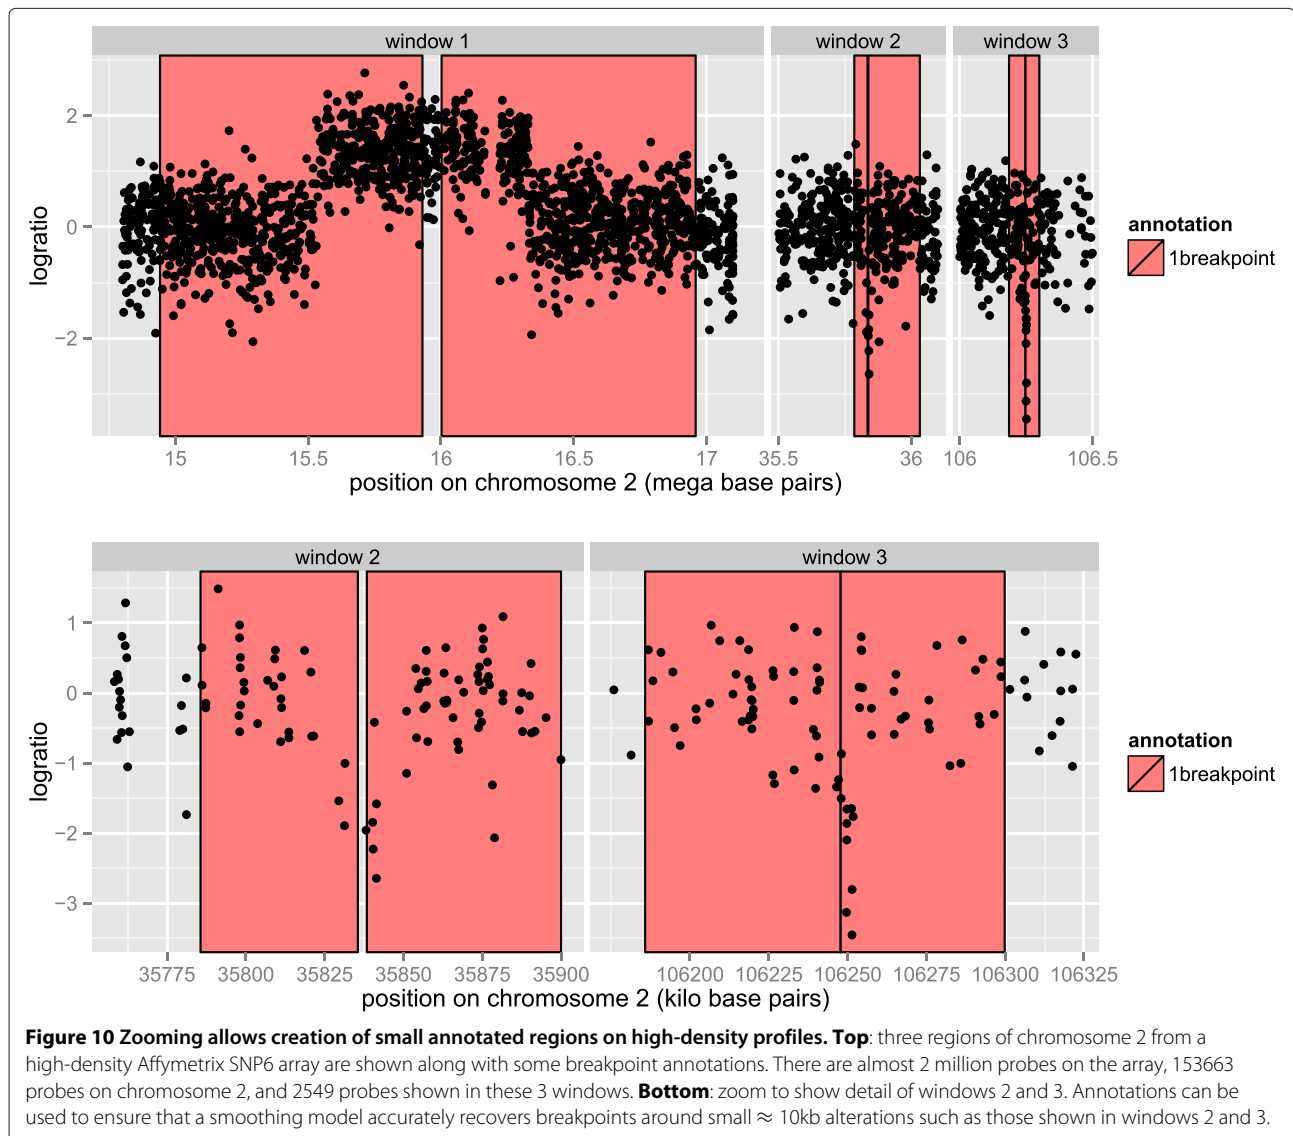 window 1
window 2
window 3
2
0
−2
logratio
15
15.5
16
16.5
17
35.5
36
106
106.5
position on chromosome 2 (mega base pairs)
annotation
1breakpoint
window 2
window 3
1
0
−1
−2
−3
logratio
35775
35800
35825
35850
35875
35900
106200
106225
106250
106275
106300
106325
position on chromosome 2 (kilo base pairs)
annotation
1breakpoint
Figure 10 Zooming allows creation of small annotated regions on high-density profiles. Top: three regions of chromosome 2 from a
high-density Affymetrix SNP6 array are shown along with some breakpoint annotations. There are almost 2 million probes on the array, 153663
probes on chromosome 2, and 2549 probes shown in these 3 windows. Bottom: zoom to show detail of windows 2 and 3. Annotations can be
used to ensure that a smoothing model accurately recovers breakpoints around small ≈ 10kb alterations such as those shown in windows 2 and 3.